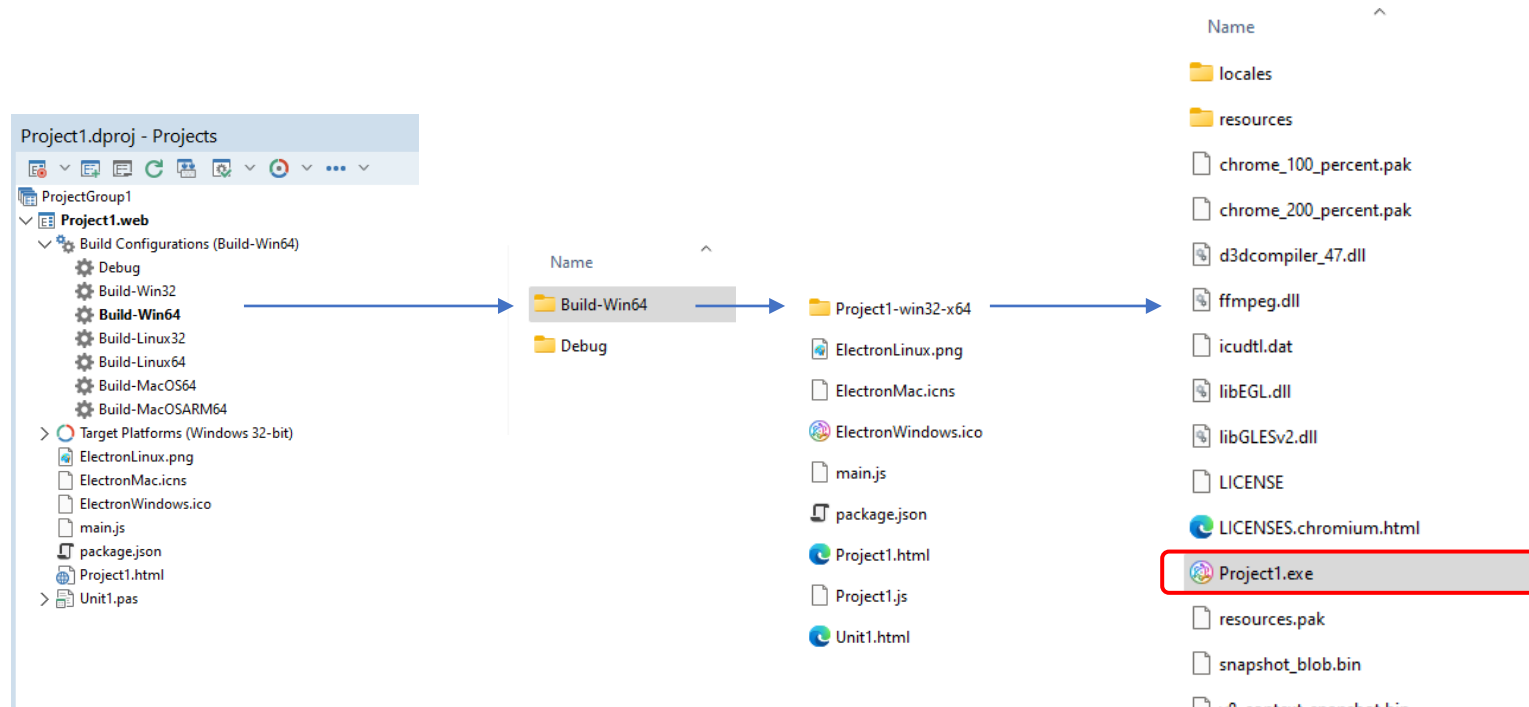 Project1.dproj - Projects
ProjectGroup1
Project1.web
Build Configurations (Build-Win64)
Debug
Build-Win32
Build-Win64
Build-Linux32
Build-Linux64
Build-MacOS64
Build-MacOSARM64
Target Platforms (Windows 32-bit)
ElectronLinux.png
ElectronMac.icns
ElectronWindows.ico
main.js
package.json
Project1.html
Unit1.pas
Name
Build-Win64
Debug
Project1-win32-x64
ElectronLinux.png
ElectronMac.icns
ElectronWindows.ico
main.js
package.json
Project1.html
Project1.js
Unit1.html
Name
locales
resources
chrome_100_percent.pak
chrome_200_percent.pak
d3dcompiler_47.dll
ffmpeg.dll
icudtl.dat
libEGL.dll
libGLESv2.dll
LICENSE
LICENSES.chromium.html
Project1.exe
resources.pak
snapshot_blob.bin